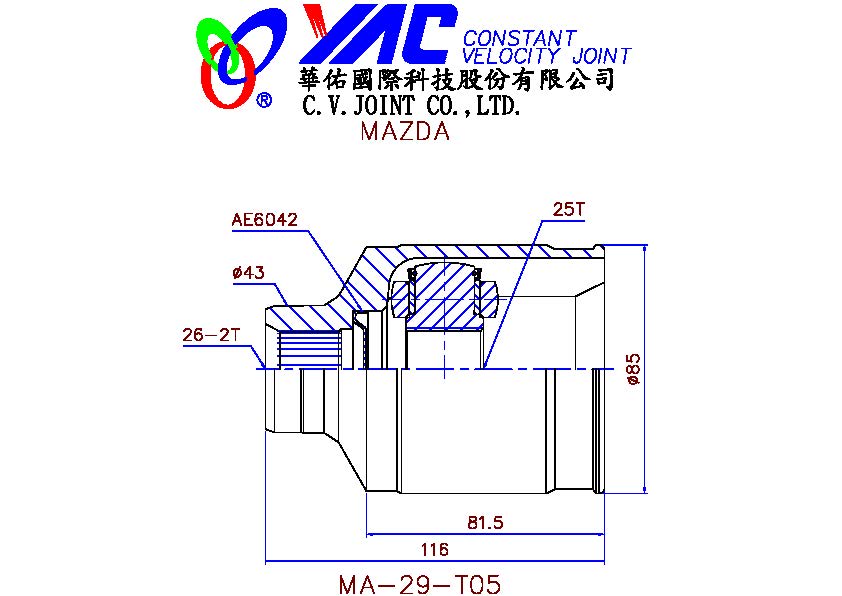 YAC CONSTANT
VELOCITY JOINT
華佑國際科技股份有限公司
® C.V.JOINT CO.,LTD.
MAZDA
25T
AE6042
ø43
26-2T
ø85
81.5
116
MA-29-T05